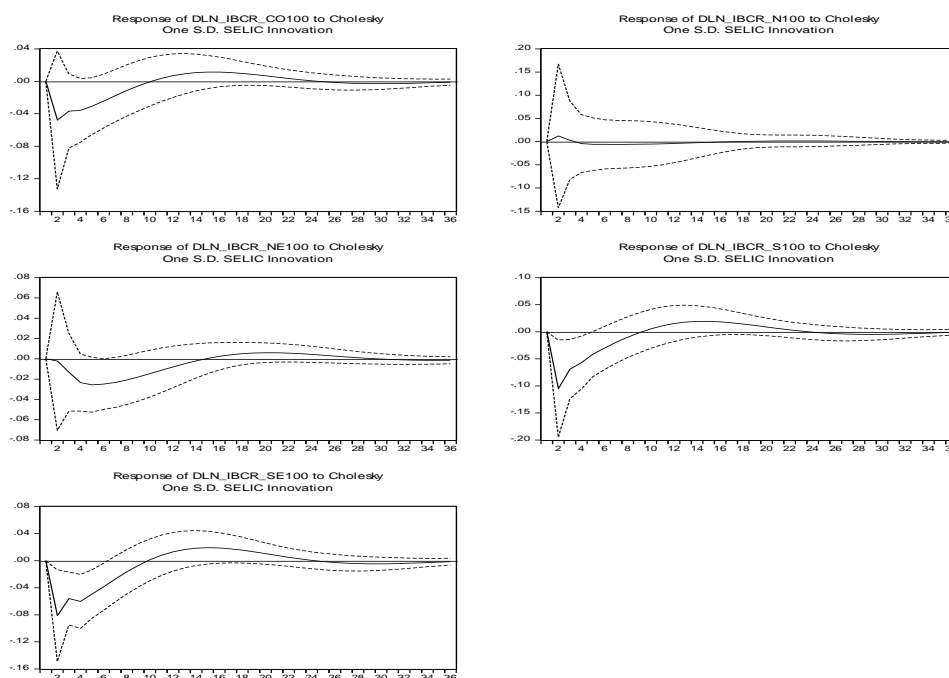 Response of DLN_IBCR_CO100 to Cholesky
One S.D. SELIC Innovation
.04
.00
-.04
-.08
-.12
-.16
2 4 6 8 10 12 14 16 18 20 22 24 26 28 30 32 34 36
Response of DLN_IBCR_N100 to Cholesky
One S.D. SELIC Innovation
.20
.15
.10
.05
.00
-.05
-.10
-.15
2 4 6 8 10 12 14 16 18 20 22 24 26 28 30 32 34
Response of DLN_IBCR_NE100 to Cholesky
One S.D. SELIC Innovation
.08
.06
.04
.02
.00
-.02
-.04
-.06
-.08
2 4 6 8 10 12 14 16 18 20 22 24 26 28 30 32 34 36
Response of DLN_IBCR_S100 to Cholesky
One S.D. SELIC Innovation
.10
.05
.00
-.05
-.10
-.15
-.20
2 4 6 8 10 12 14 16 18 20 22 24 26 28 30 32 34
Response of DLN_IBCR_SE100 to Cholesky
One S.D. SELIC Innovation
.08
.04
.00
-.04
-.08
-.12
-.16
2 4 6 8 10 12 14 16 18 20 22 24 26 28 30 32 34 36